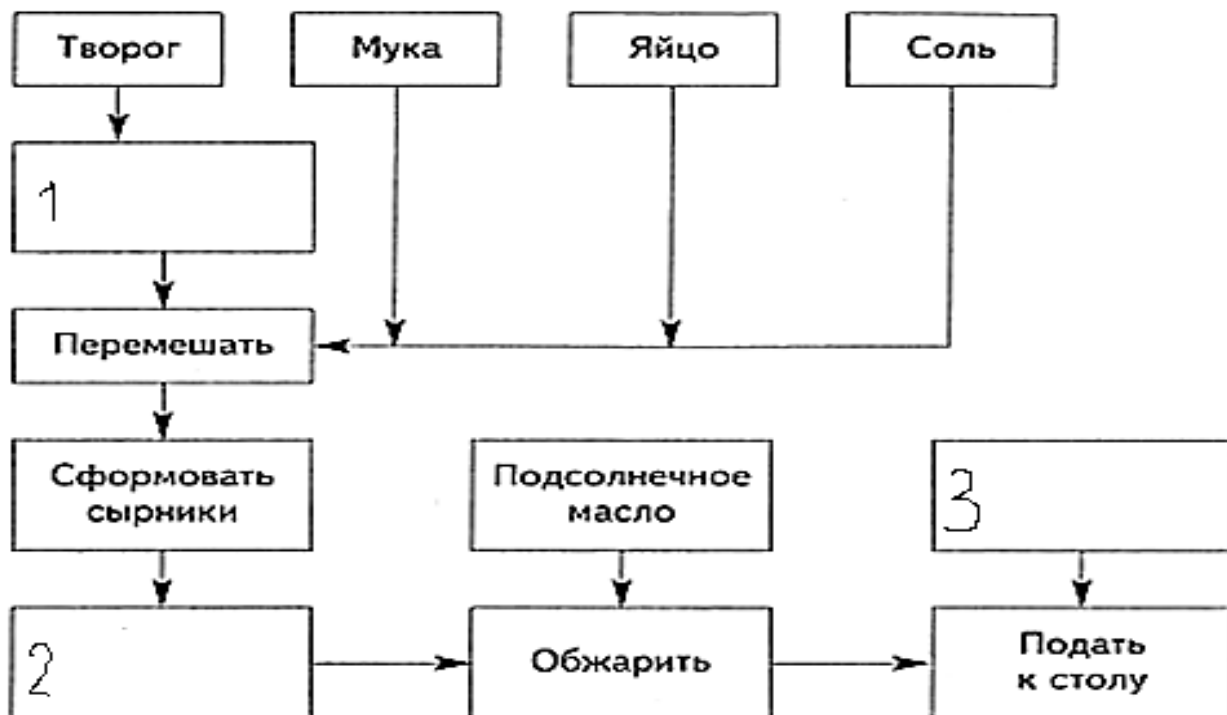 Творог
Мука
Яйцо
Соль
1
Перемешать
Сформовать
сырники
Подсолнечное
масло
3
2
Обжарить
Подать
к столу